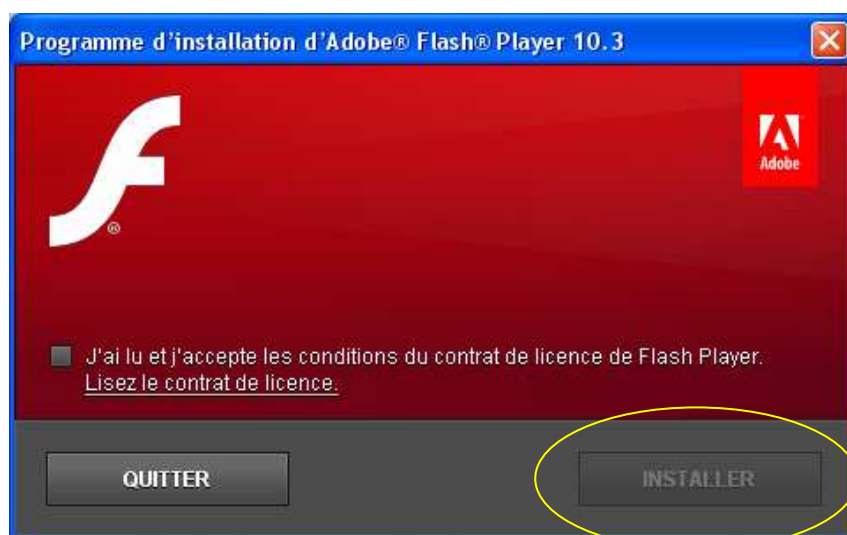 Programme d'installation d'Adobe® Flash® Player 10.3
Adobe
®
J'ai lu et j'accepte les conditions du contrat de licence de Flash Player.
Lisez le contrat de licence.
QUITTER
INSTALLER